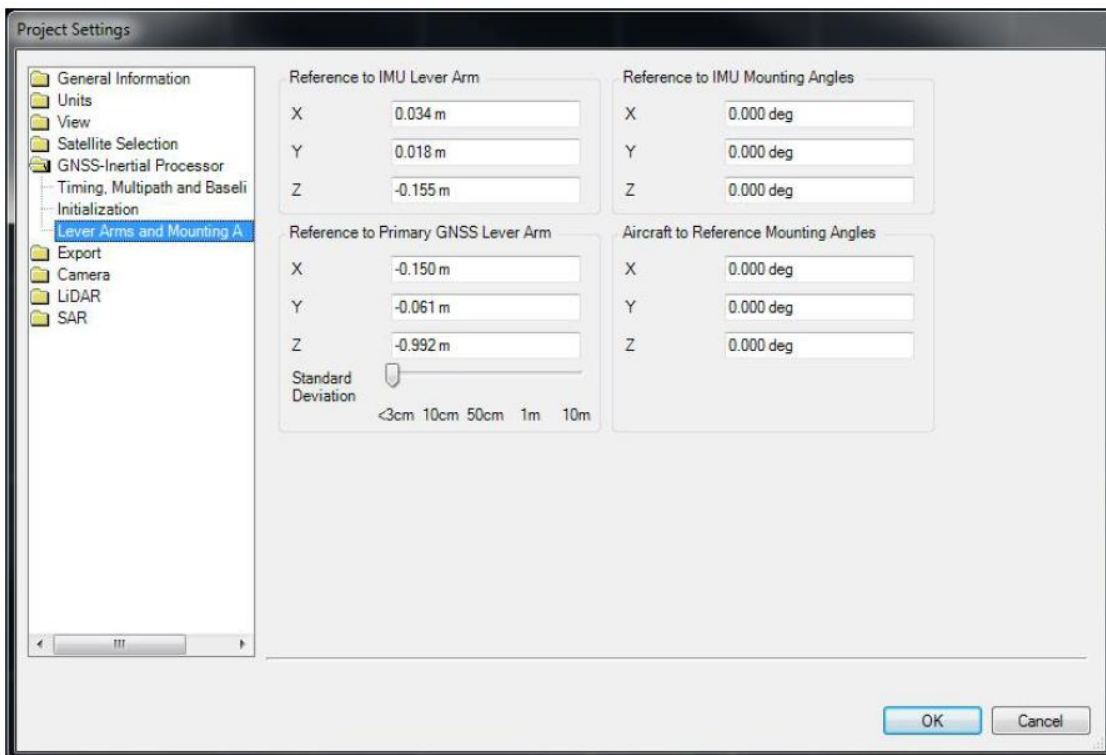 Project Settings
General Information
Units
View
Satellite Selection
GNSS-Inertial Processor
Timing, Multipath and Baseli
Initialization
Lever Arms and Mounting A
Export
Camera
LiDAR
SAR
Reference to IMU Lever Arm
X 0.034 m
Y 0.018 m
Z -0.155 m
Reference to IMU Mounting Angles
X 0.000 deg
Y 0.000 deg
Z 0.000 deg
Reference to Primary GNSS Lever Arm
X -0.150 m
Y -0.061 m
Z -0.992 m
Standard
Deviation
<3cm 10cm 50cm 1m 10m
Aircraft to Reference Mounting Angles
X 0.000 deg
Y 0.000 deg
Z 0.000 deg
OK Cancel